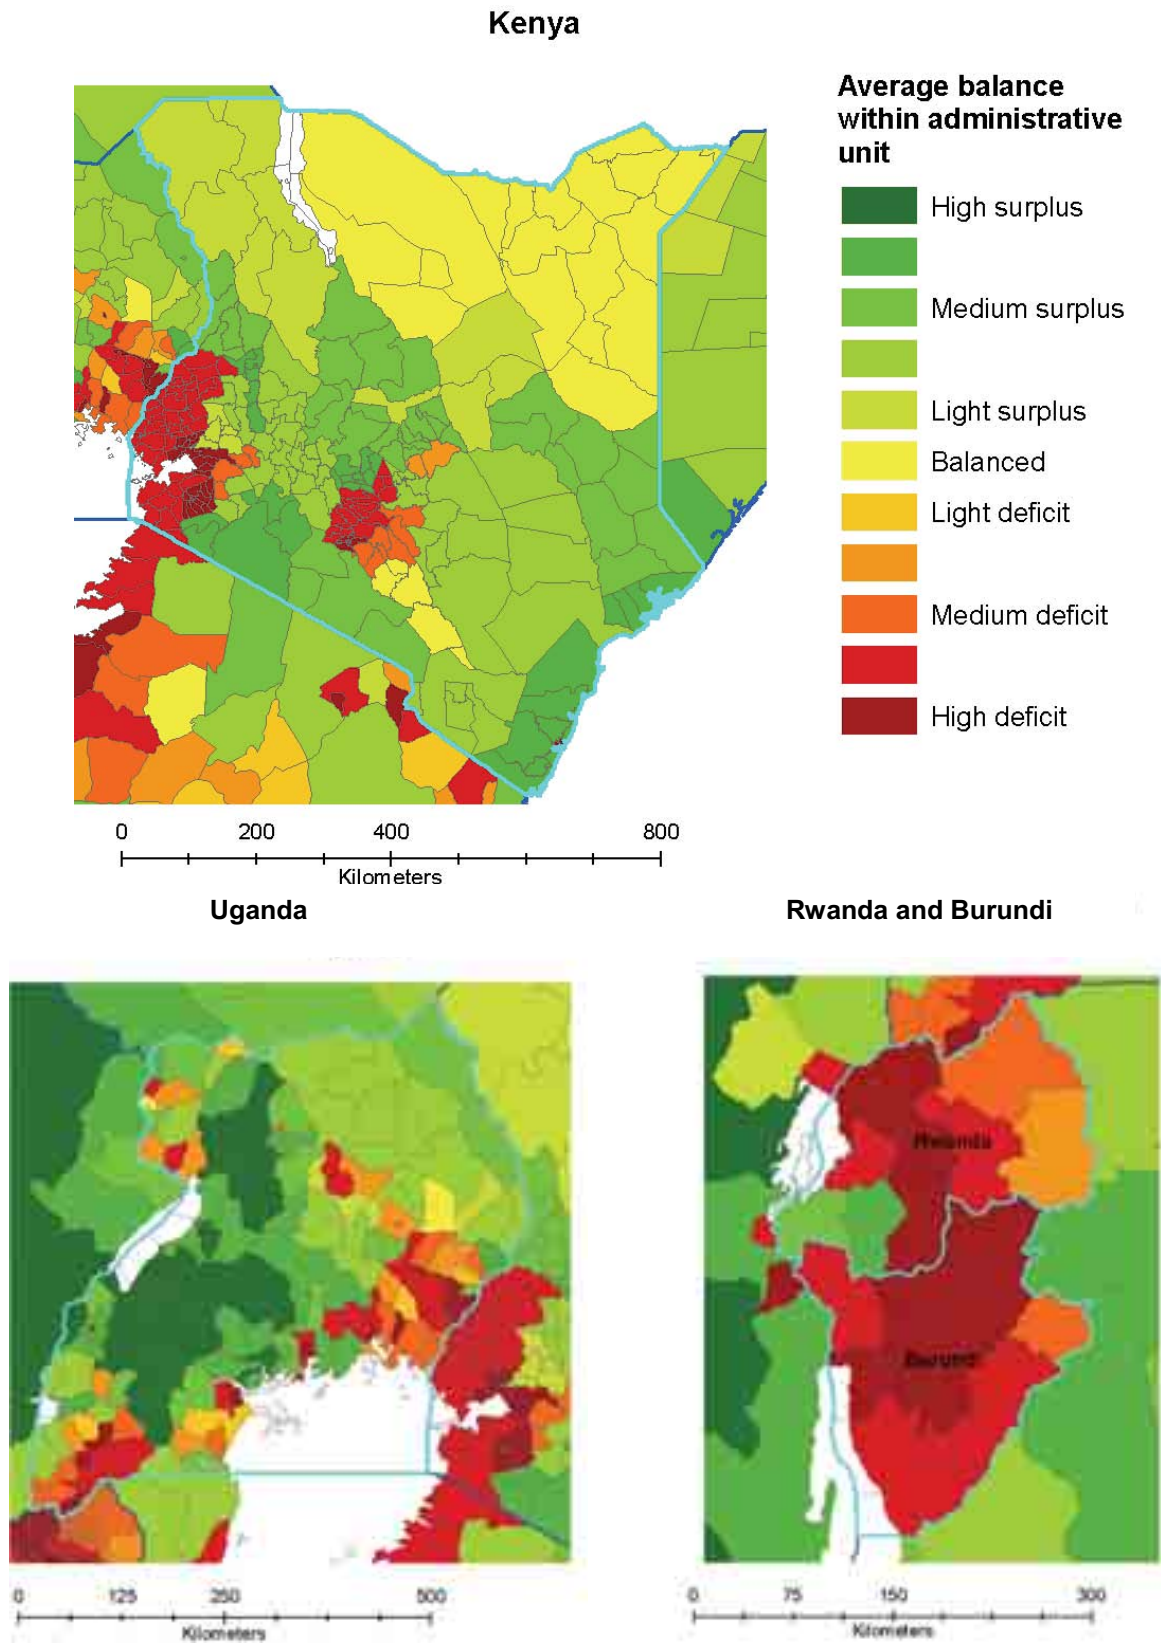 Kenya
Average balance
within administrative
unit
High surplus
Medium surplus
Light surplus
Balanced
Light deficit
Medium deficit
High deficit
0 200 400 800
Kilometers
Uganda
Rwanda and Burundi
Rwanda
Burundi
0 125 250 500
Kilometers
0 75 150 300
Kilometers